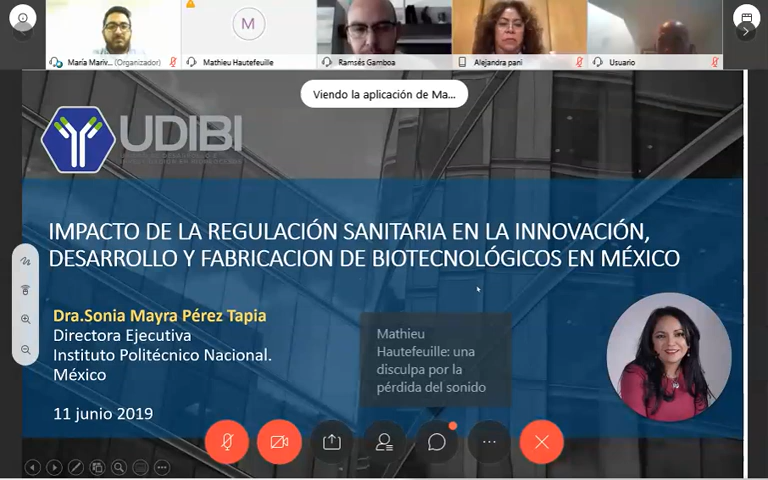 M
María Mariv... (Organizador)
Mathieu Hautefeuille
Ramsés Gamboa
Alejandra pani
Usuario
Viendo la aplicación de Ma...
UDIBI
IMPACTO DE LA REGULACIÓN SANITARIA EN LA INNOVACIÓN,
DESARROLLO Y FABRICACION DE BIOTECNOLÓGICOS EN MÉXICO
Dra.Sonia Mayra Pérez Tapia
Directora Ejecutiva
Instituto Politécnico Nacional.
México
11 junio 2019
Mathieu
Hautefeuille: una
disculpa por la
pérdida del sonido